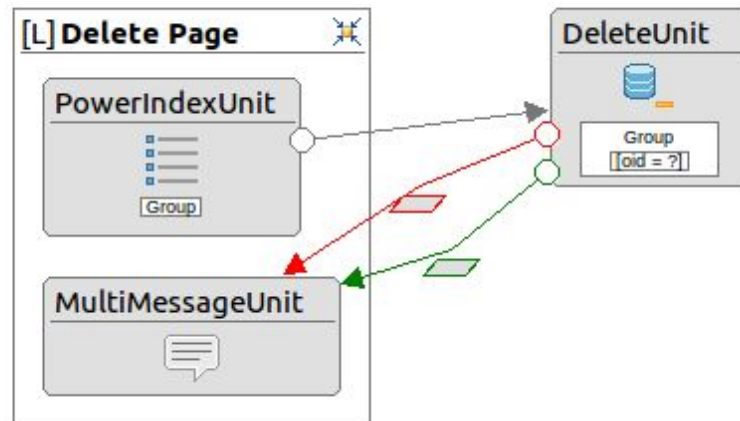 [L] Delete Page
PowerIndexUnit
Group
MultiMessageUnit
DeleteUnit
Group
[oid = ?]